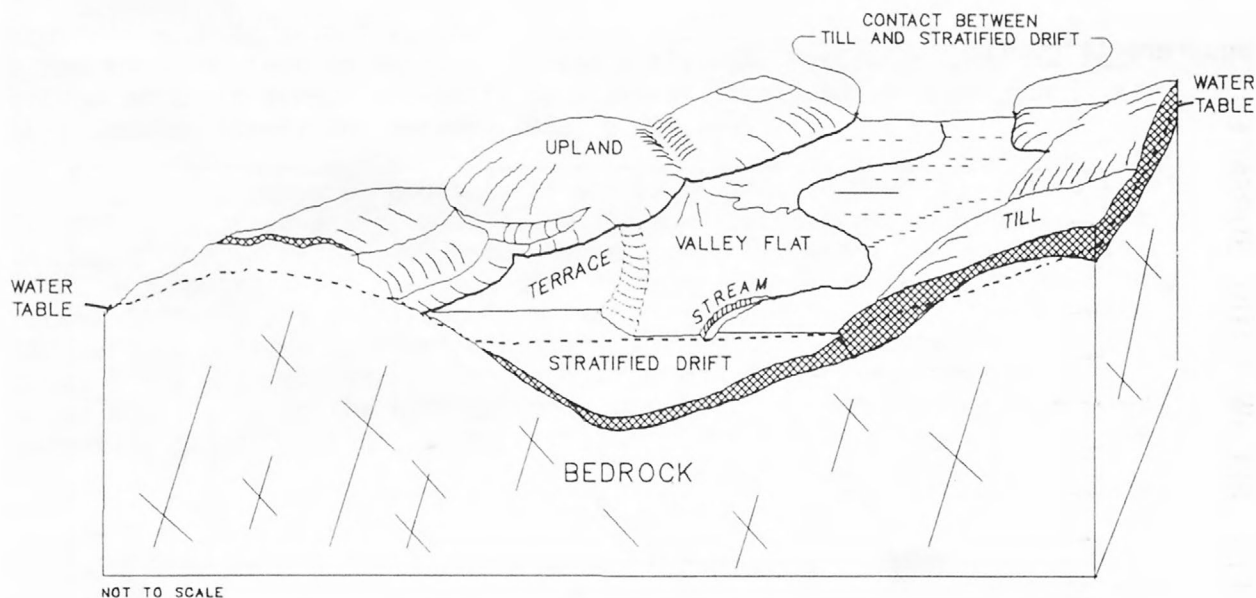 CONTACT BETWEEN
TILL AND STRATIFIED DRIFT
WATER
TABLE
UPLAND
TILL
VALLEY FLAT
TERRACE
STREAM
WATER
TABLE
STRATIFIED DRIFT
BEDROCK
NOT TO SCALE